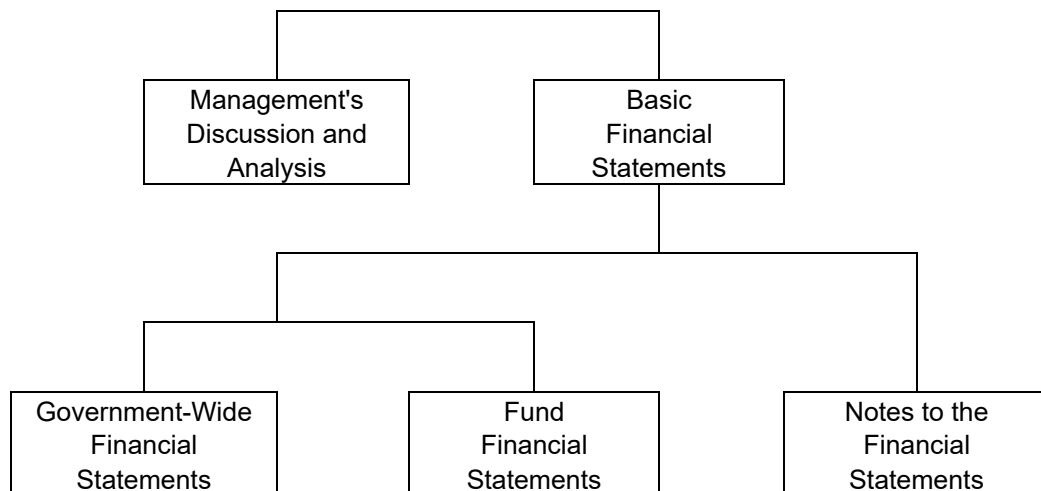 Management's
Discussion and
Analysis
Basic
Financial
Statements
Government-Wide
Financial
Statements
Fund
Financial
Statements
Notes to the
Financial
Statements